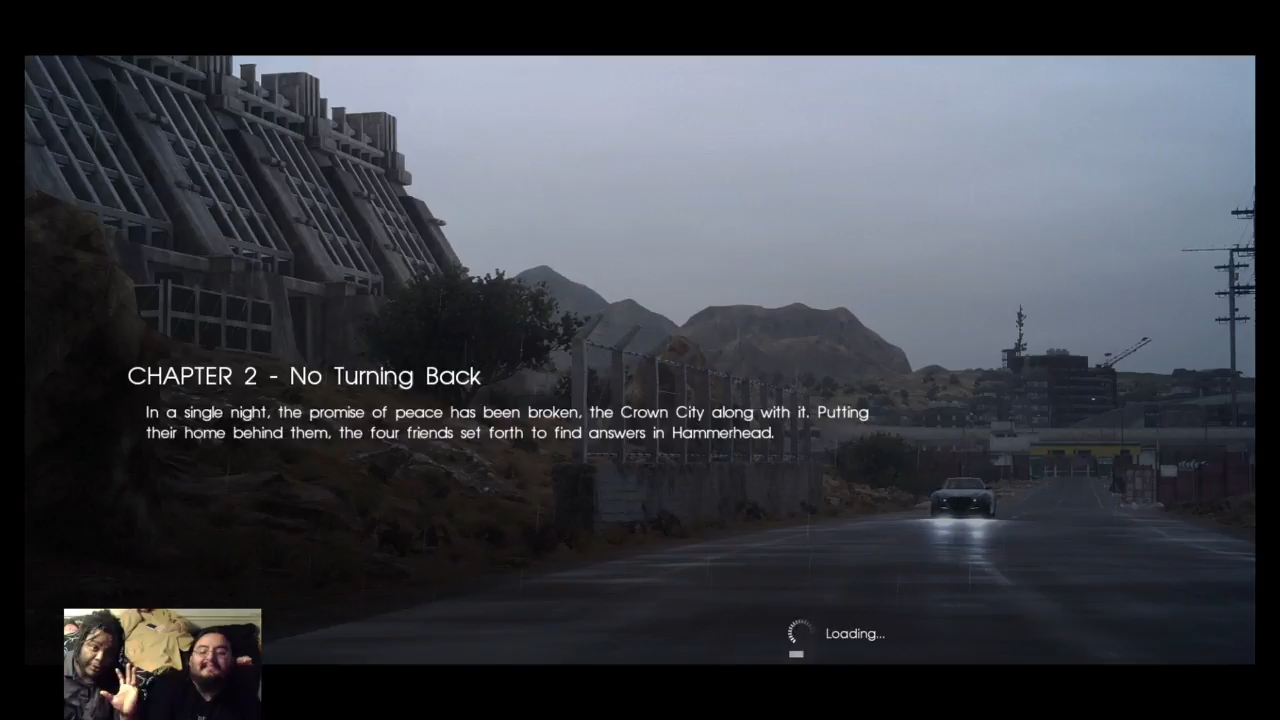 CHAPTER 2 - No Turning Back
In a single night, the promise of peace has been broken, the Crown City along with it. Putting
their home behind them, the four friends set forth to find answers in Hammerhead.
Loading...